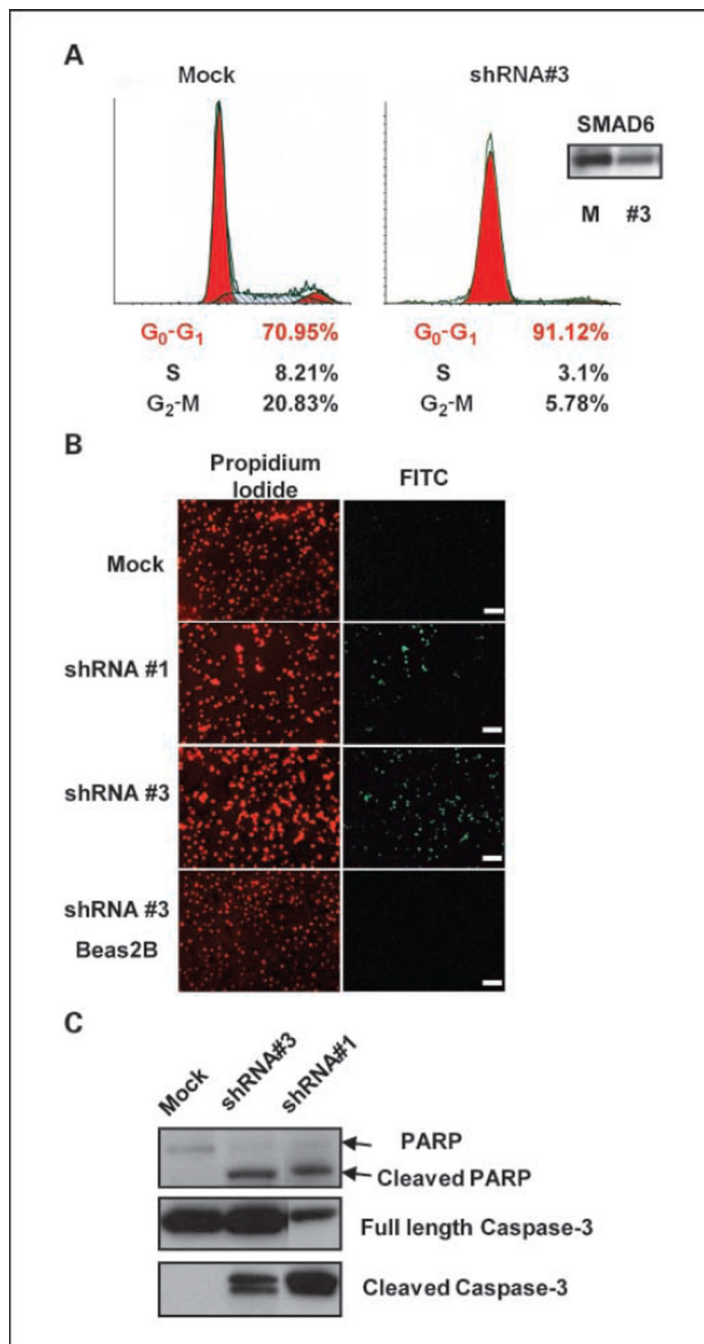 A
Mock
shRNA#3
SMAD6
M #3
G0-G1 70.95%
S 8.21%
G2-M 20.83%
G0-G1 91.12%
S 3.1%
G2-M 5.78%
B
Propidium
Iodide
FITC
Mock
shRNA #1
shRNA #3
shRNA #3
Beas2B
C
Mock
shRNA#3
shRNA#1
PARP
Cleaved PARP
Full length Caspase-3
Cleaved Caspase-3